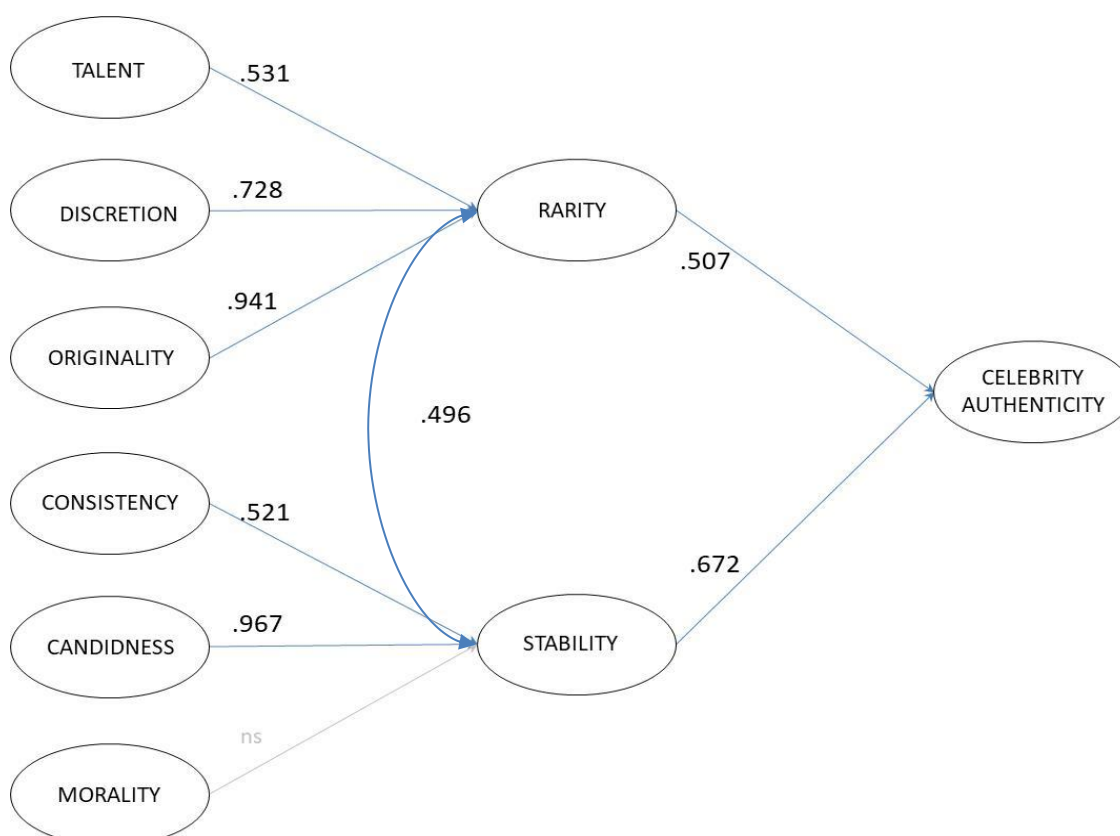 TALENT
.531
DISCRETION
.728
RARITY
ORIGINALITY
.941
.507
CELEBRITY
AUTHENTICITY
.496
CONSISTENCY
.521
.672
CANDIDNESS
.967
STABILITY
ns
MORALITY